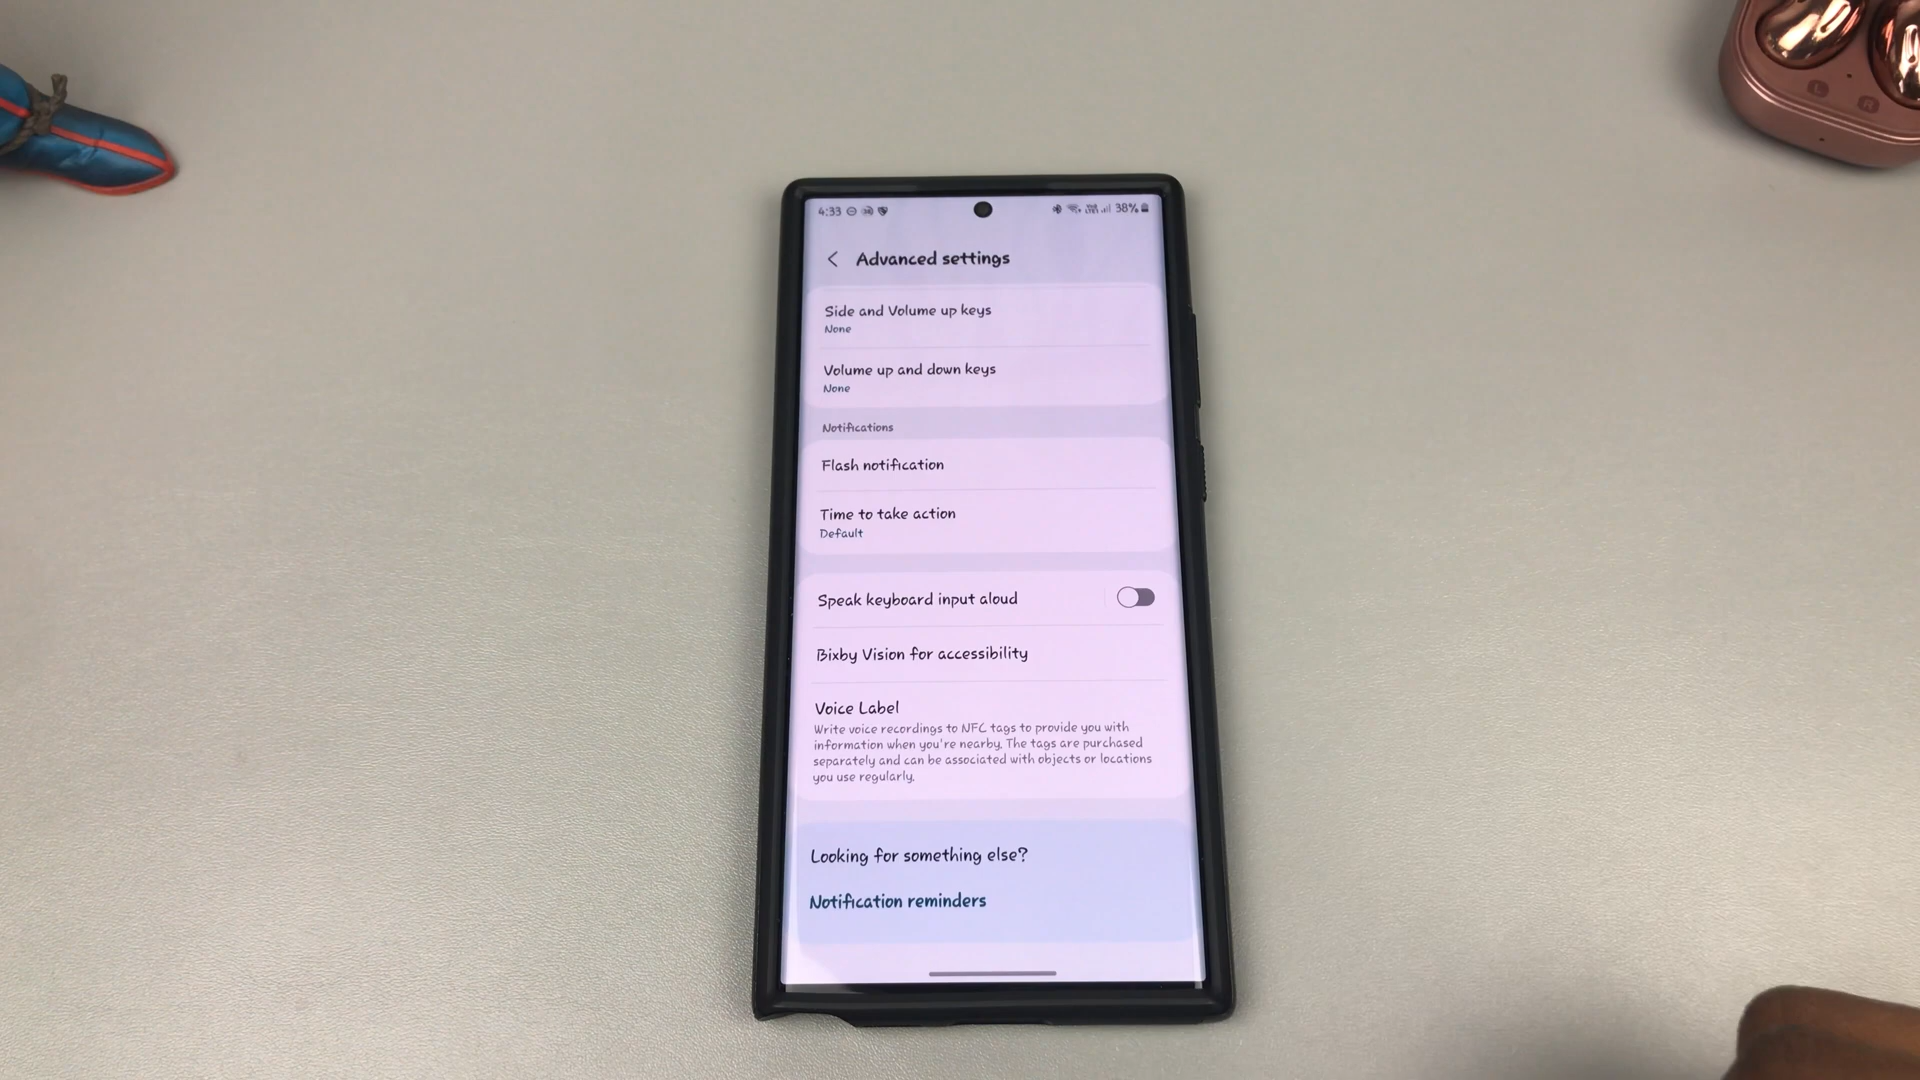 4:33
38%
Advanced settings
Side and Volume up keys
None
Volume up and down keys
None
Notifications
Flash notification
Time to take action
Default
Speak keyboard input aloud
Bixby Vision for accessibility
Voice Label
Write voice recordings to NFC tags to provide you with
information when you're nearby. The tags are purchased
separately and can be associated with objects or locations
you use regularly.
Looking for something else?
Notification reminders
L
R